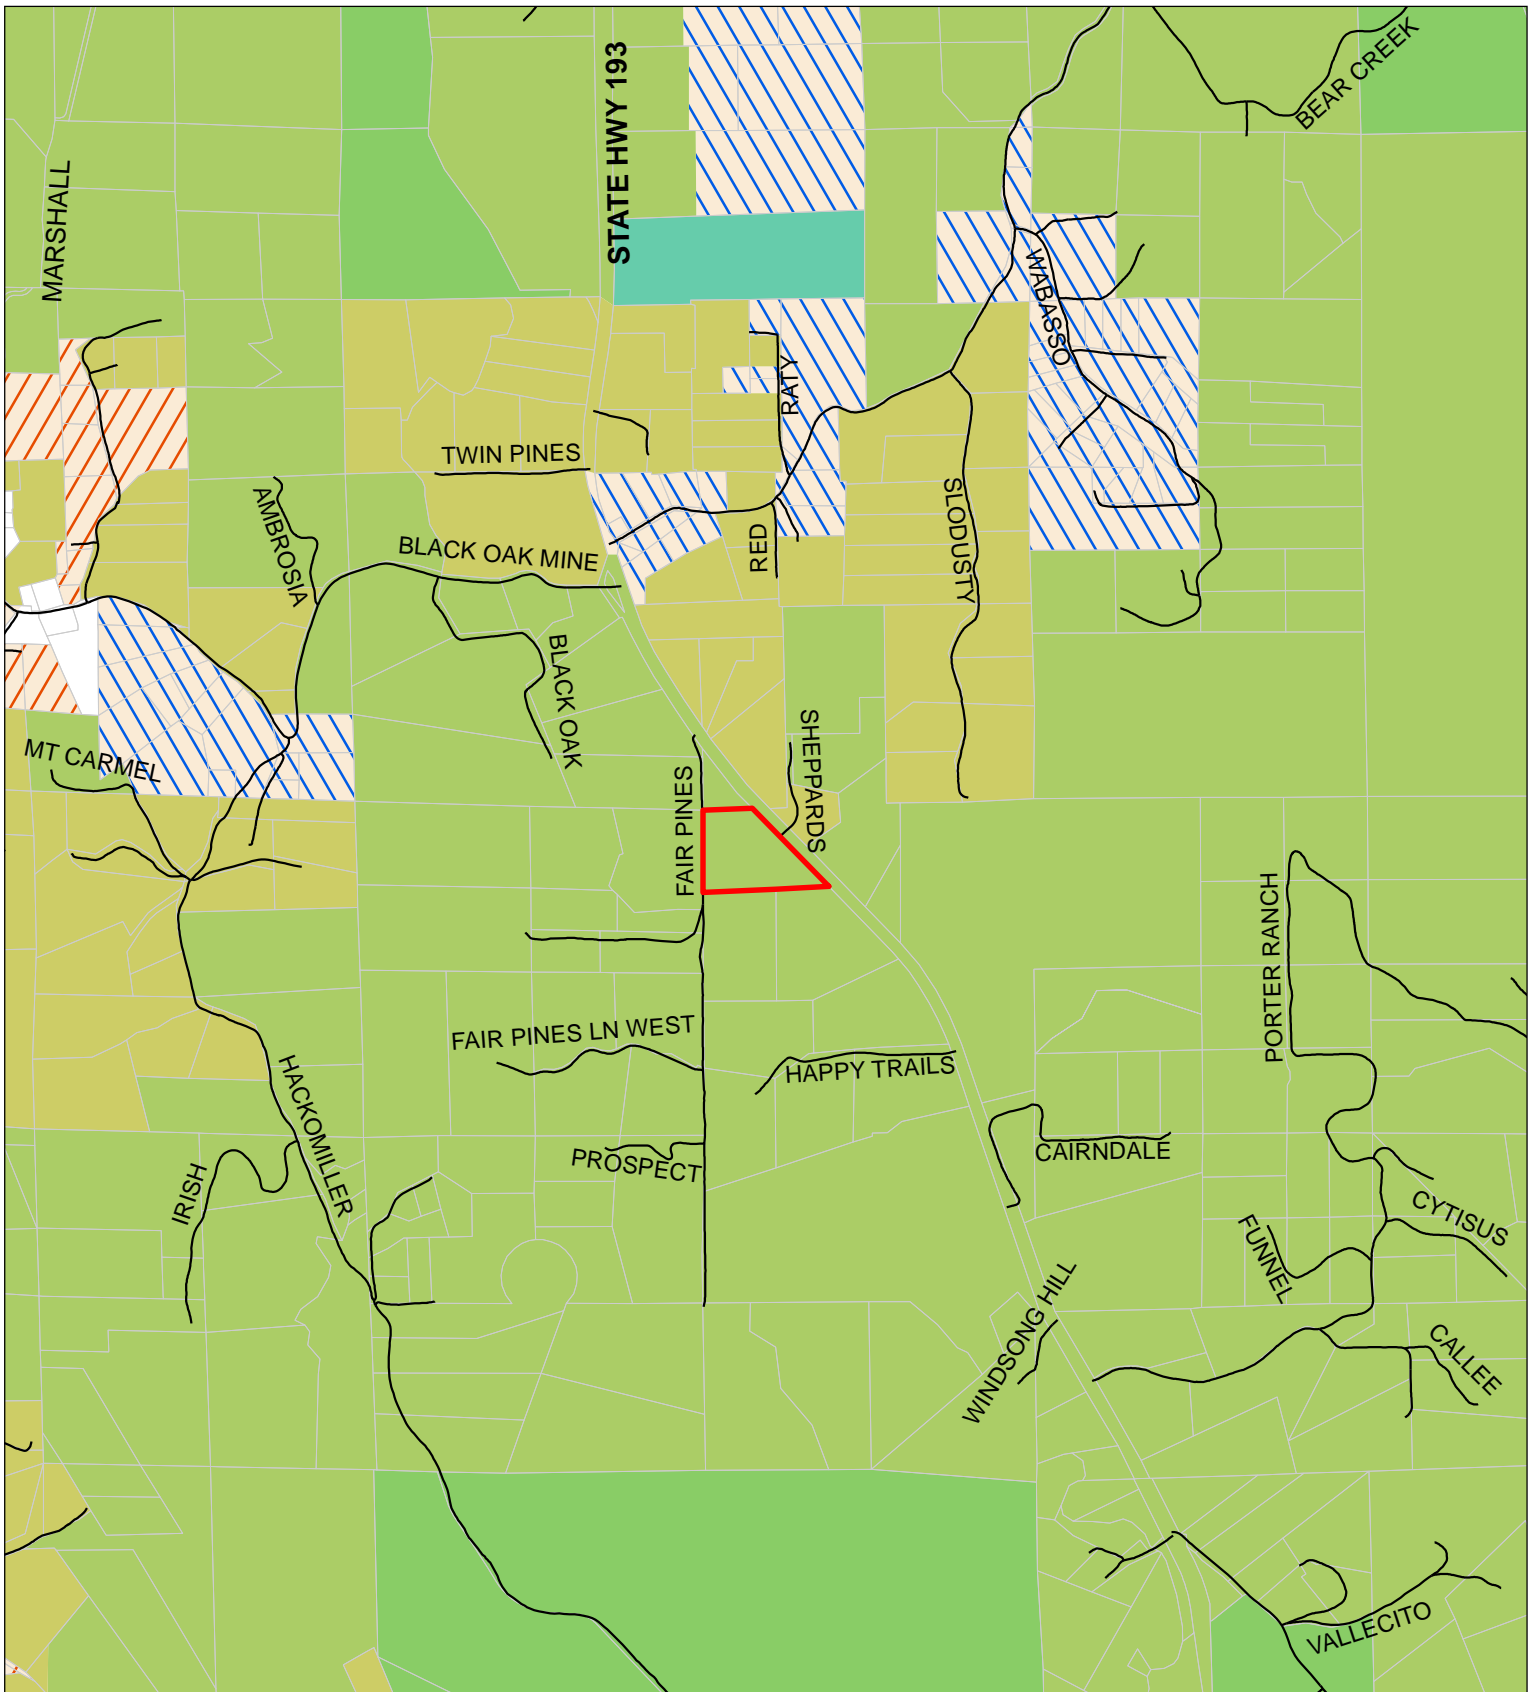 BEAR CREEK
STATE HWY 193
MARSHALL
WABASSO
RATY
TWIN PINES
AMBROSIA
SLODUSTY
BLACK OAK MINE
RED
BLACK OAK
MT CARMEL
SHEPPARDS
FAIR PINES
PORTER RANCH
FAIR PINES LN WEST
HAPPY TRAILS
HACKOMILLER
CAIRNDALE
PROSPECT
IRISH
CYTISUS
FUNNEL
WINDSONG HILL
CALLEE
VALLECITO